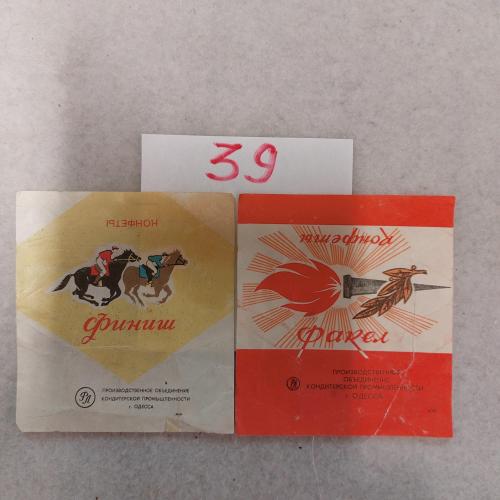 39
КОНФЕТЫ
Финиш
ПРОИЗВОДСТВЕННОЕ ОБЪЕДИНЕНИЕ
КОНДИТЕРСКОЙ ПРОМЫШЛЕННОСТИ
г. ОДЕССА
Конфеты
Факел
ПРОИЗВОДСТВЕННОЕ
ОБЪЕДИНЕНИЕ
КОНДИТЕРСКОЙ ПРОМЫШЛЕННОСТИ
г. ОДЕССА